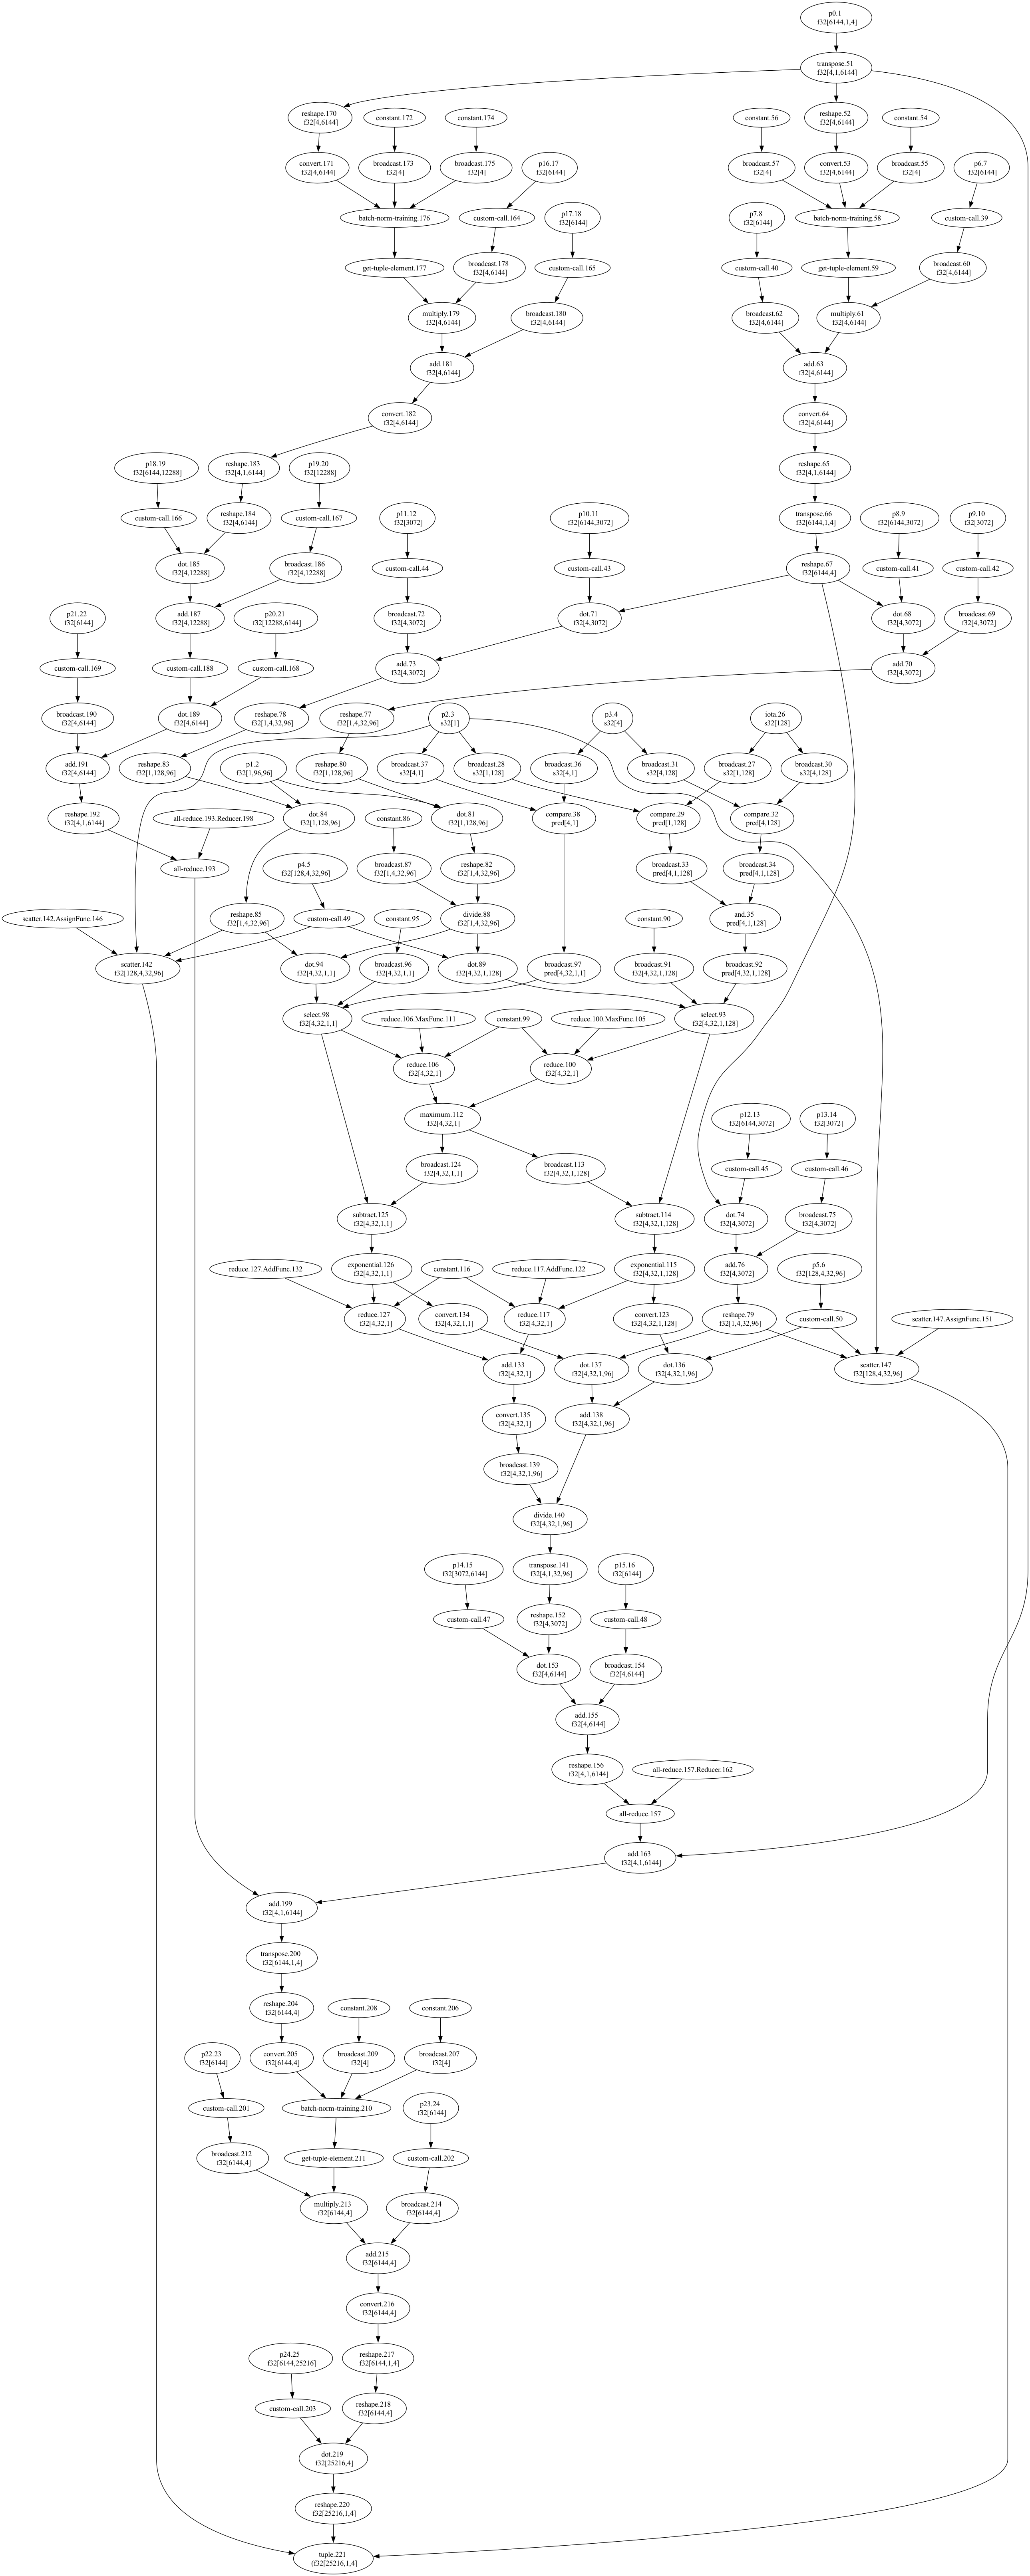 p0.1
f32[6144,1,4]
transpose.51
f32[4,1,6144]
reshape.170
f32[4,6144]
constant.172
constant.174
constant.56
reshape.52
f32[4,6144]
constant.54
convert.171
f32[4,6144]
broadcast.173
f32[4]
broadcast.175
f32[4]
p16.17
f32[6144]
broadcast.57
f32[4]
convert.53
f32[4,6144]
broadcast.55
f32[4]
p6.7
f32[6144]
batch-norm-training.176
custom-call.164
p17.18
f32[6144]
p7.8
f32[6144]
batch-norm-training.58
custom-call.39
get-tuple-element.177
broadcast.178
f32[4,6144]
custom-call.165
custom-call.40
get-tuple-element.59
broadcast.60
f32[4,6144]
multiply.179
f32[4,6144]
broadcast.180
f32[4,6144]
broadcast.62
f32[4,6144]
multiply.61
f32[4,6144]
add.181
f32[4,6144]
add.63
f32[4,6144]
convert.182
f32[4,6144]
convert.64
f32[4,6144]
p18.19
f32[6144,12288]
reshape.183
f32[4,1,6144]
p19.20
f32[12288]
reshape.65
f32[4,1,6144]
custom-call.166
reshape.184
f32[4,6144]
custom-call.167
p11.12
f32[3072]
p10.11
f32[6144,3072]
transpose.66
f32[6144,1,4]
p8.9
f32[6144,3072]
p9.10
f32[3072]
dot.185
f32[4,12288]
broadcast.186
f32[4,12288]
custom-call.44
custom-call.43
reshape.67
f32[6144,4]
custom-call.41
custom-call.42
p21.22
f32[6144]
add.187
f32[4,12288]
p20.21
f32[12288,6144]
broadcast.72
f32[4,3072]
dot.71
f32[4,3072]
dot.68
f32[4,3072]
broadcast.69
f32[4,3072]
custom-call.169
custom-call.188
custom-call.168
add.73
f32[4,3072]
add.70
f32[4,3072]
broadcast.190
f32[4,6144]
dot.189
f32[4,6144]
reshape.78
f32[1,4,32,96]
reshape.77
f32[1,4,32,96]
p2.3
s32[1]
p3.4
s32[4]
iota.26
s32[128]
add.191
f32[4,6144]
reshape.83
f32[1,128,96]
p1.2
f32[1,96,96]
reshape.80
f32[1,128,96]
broadcast.37
s32[4,1]
broadcast.28
s32[1,128]
broadcast.36
s32[4,1]
broadcast.31
s32[4,128]
broadcast.27
s32[1,128]
broadcast.30
s32[4,128]
reshape.192
f32[4,1,6144]
all-reduce.193.Reducer.198
dot.84
f32[1,128,96]
constant.86
dot.81
f32[1,128,96]
compare.38
pred[4,1]
compare.29
pred[1,128]
compare.32
pred[4,128]
all-reduce.193
p4.5
f32[128,4,32,96]
broadcast.87
f32[1,4,32,96]
reshape.82
f32[1,4,32,96]
broadcast.33
pred[4,1,128]
broadcast.34
pred[4,1,128]
scatter.142.AssignFunc.146
reshape.85
f32[1,4,32,96]
custom-call.49
constant.95
divide.88
f32[1,4,32,96]
constant.90
and.35
pred[4,1,128]
scatter.142
f32[128,4,32,96]
dot.94
f32[4,32,1,1]
broadcast.96
f32[4,32,1,1]
dot.89
f32[4,32,1,128]
broadcast.97
pred[4,32,1,1]
broadcast.91
f32[4,32,1,128]
broadcast.92
pred[4,32,1,128]
select.98
f32[4,32,1,1]
reduce.106.MaxFunc.111
constant.99
reduce.100.MaxFunc.105
select.93
f32[4,32,1,128]
reduce.106
f32[4,32,1]
reduce.100
f32[4,32,1]
maximum.112
f32[4,32,1]
p12.13
f32[6144,3072]
p13.14
f32[3072]
broadcast.124
f32[4,32,1,1]
broadcast.113
f32[4,32,1,128]
custom-call.45
custom-call.46
subtract.125
f32[4,32,1,1]
subtract.114
f32[4,32,1,128]
dot.74
f32[4,3072]
broadcast.75
f32[4,3072]
reduce.127.AddFunc.132
exponential.126
f32[4,32,1,1]
constant.116
reduce.117.AddFunc.122
exponential.115
f32[4,32,1,128]
add.76
f32[4,3072]
p5.6
f32[128,4,32,96]
reduce.127
f32[4,32,1]
convert.134
f32[4,32,1,1]
reduce.117
f32[4,32,1]
convert.123
f32[4,32,1,128]
reshape.79
f32[1,4,32,96]
custom-call.50
scatter.147.AssignFunc.151
add.133
f32[4,32,1]
dot.137
f32[4,32,1,96]
dot.136
f32[4,32,1,96]
scatter.147
f32[128,4,32,96]
convert.135
f32[4,32,1]
add.138
f32[4,32,1,96]
broadcast.139
f32[4,32,1,96]
divide.140
f32[4,32,1,96]
p14.15
f32[3072,6144]
transpose.141
f32[4,1,32,96]
p15.16
f32[6144]
custom-call.47
reshape.152
f32[4,3072]
custom-call.48
dot.153
f32[4,6144]
broadcast.154
f32[4,6144]
add.155
f32[4,6144]
reshape.156
f32[4,1,6144]
all-reduce.157.Reducer.162
all-reduce.157
add.163
f32[4,1,6144]
add.199
f32[4,1,6144]
transpose.200
f32[6144,1,4]
reshape.204
f32[6144,4]
constant.208
constant.206
p22.23
f32[6144]
convert.205
f32[6144,4]
broadcast.209
f32[4]
broadcast.207
f32[4]
custom-call.201
batch-norm-training.210
p23.24
f32[6144]
broadcast.212
f32[6144,4]
get-tuple-element.211
custom-call.202
multiply.213
f32[6144,4]
broadcast.214
f32[6144,4]
add.215
f32[6144,4]
convert.216
f32[6144,4]
p24.25
f32[6144,25216]
reshape.217
f32[6144,1,4]
custom-call.203
reshape.218
f32[6144,4]
dot.219
f32[25216,4]
reshape.220
f32[25216,1,4]
tuple.221
(f32[25216,1,4]